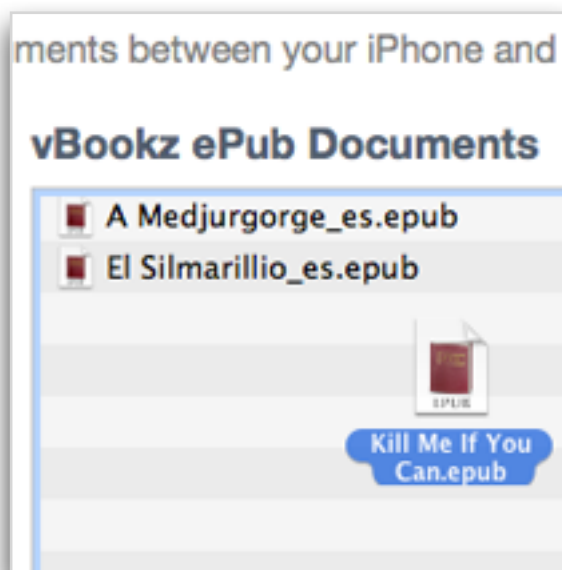 ments between your iPhone and
vBookz ePub Documents
A Medjurgorge_es.epub
El Silmarillio_es.epub
EPUB
Kill Me If You
Can.epub